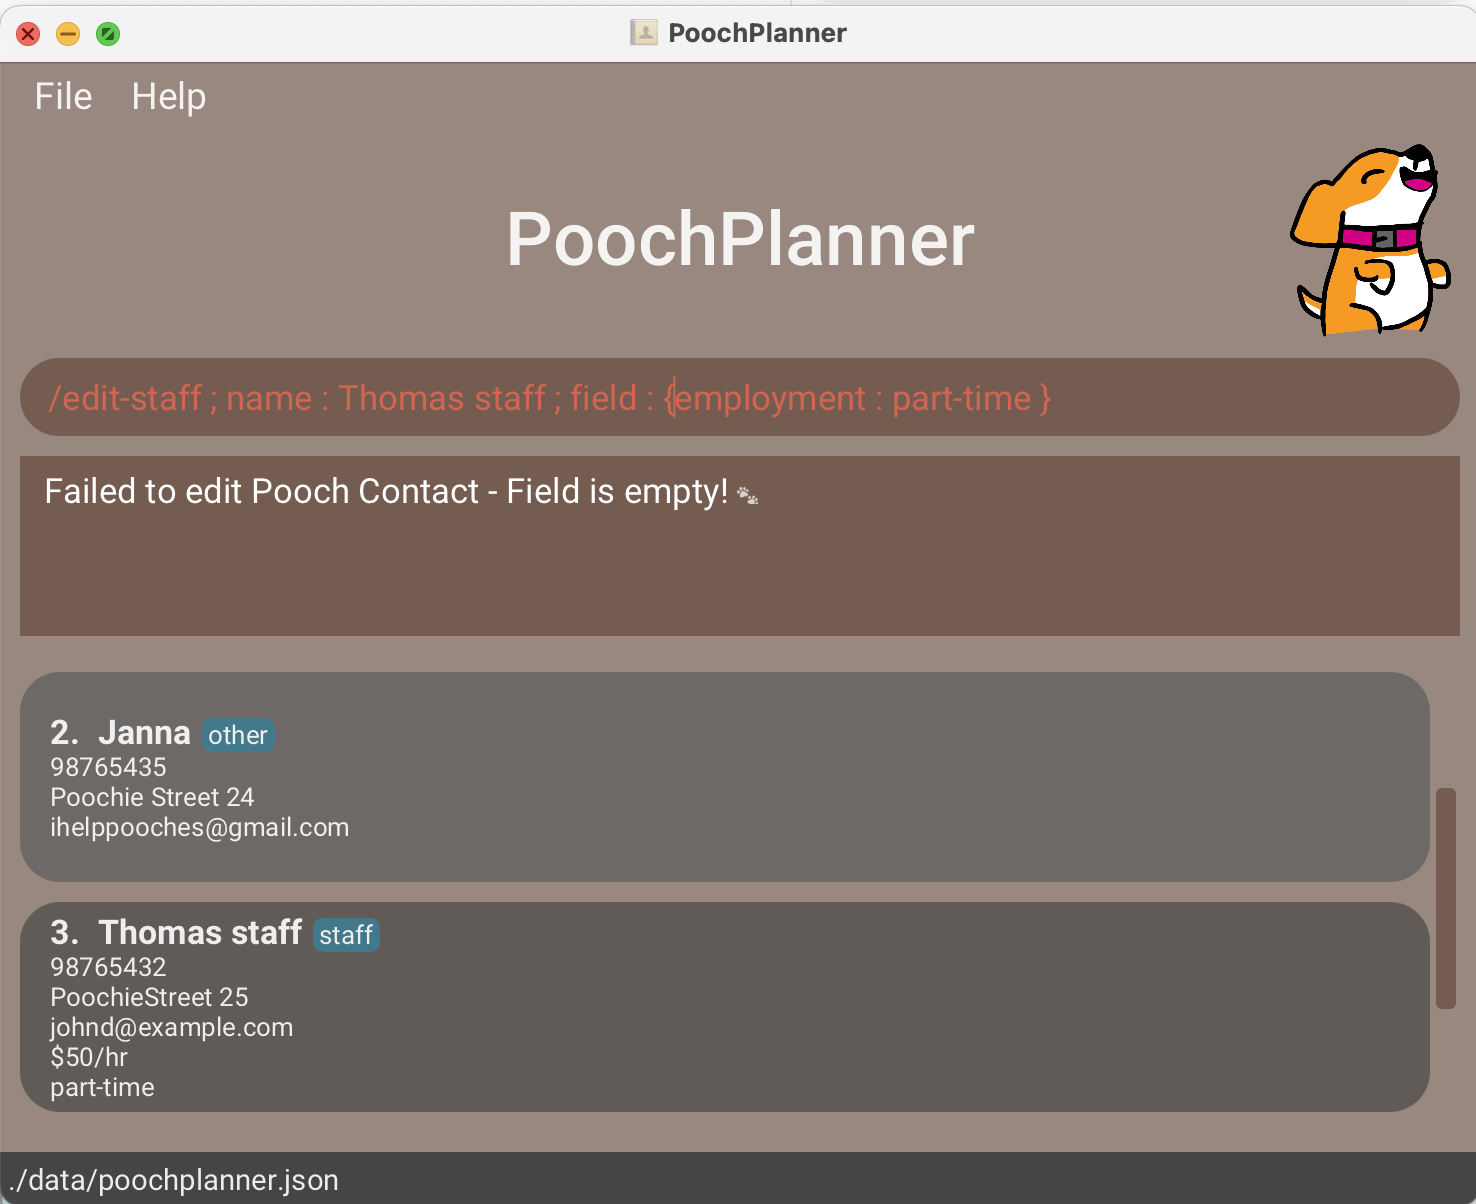 PoochPlanner
File Help
PoochPlanner
/edit-staff ; name : Thomas staff ; field : {employment : part-time }
Failed to edit Pooch Contact - Field is empty!
2. Janna other
98765435
Poochie Street 24
ihelppooches@gmail.com
3. Thomas staff staff
98765432
PoochieStreet 25
johnd@example.com
$50/hr
part-time
./data/poochplanner.json